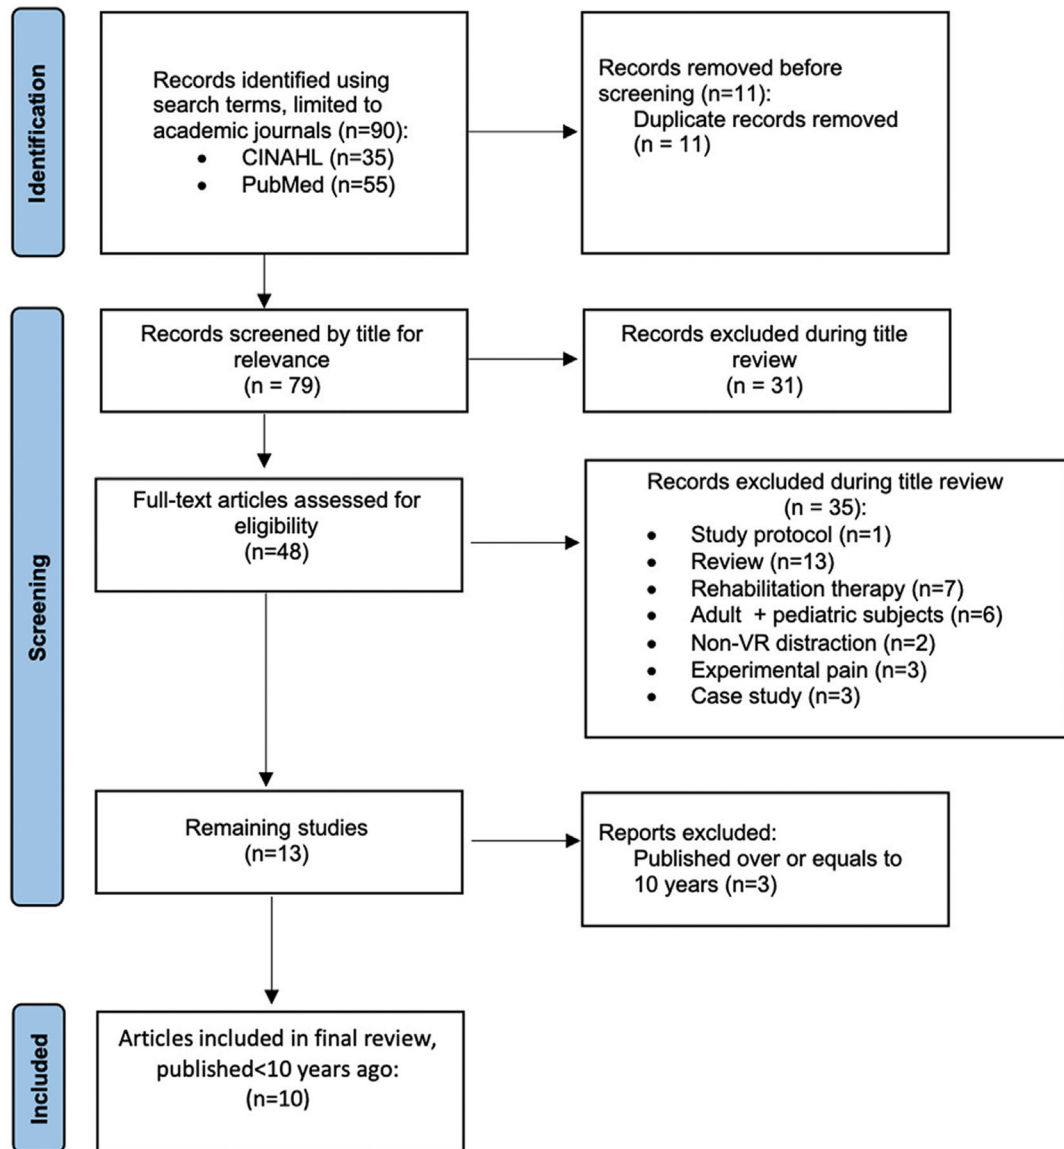 Identification
Records identified using
search terms, limited to
academic journals (n=90):
• CINAHL (n=35)
• PubMed (n=55)
Records removed before
screening (n=11):
Duplicate records removed
(n = 11)
Screening
Records screened by title for
relevance
(n = 79)
Records excluded during title
review
(n = 31)
Full-text articles assessed for
eligibility
(n=48)
Records excluded during title review
(n = 35):
• Study protocol (n=1)
• Review (n=13)
• Rehabilitation therapy (n=7)
• Adult + pediatric subjects (n=6)
• Non-VR distraction (n=2)
• Experimental pain (n=3)
• Case study (n=3)
Remaining studies
(n=13)
Reports excluded:
Published over or equals to
10 years (n=3)
Included
Articles included in final review,
published<10 years ago:
(n=10)